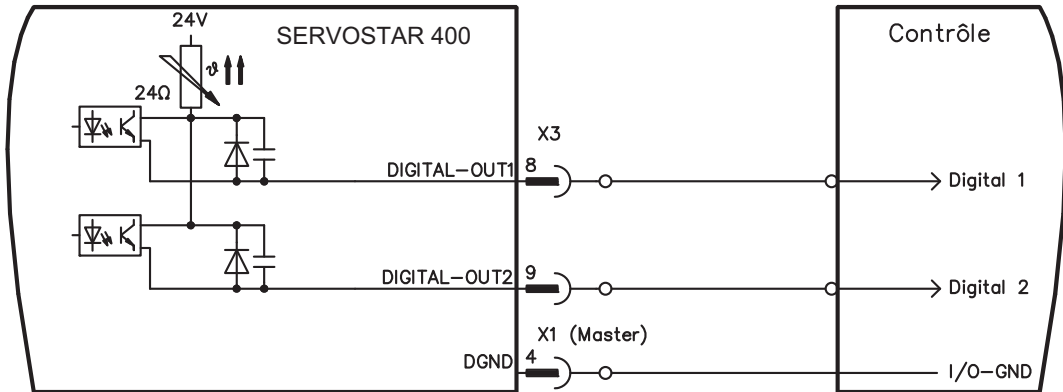 24V
SERVOSTAR 400
Contrôle
ϑ
24Ω
X3
DIGITAL-OUT1
8
Digital 1
DIGITAL-OUT2
9
Digital 2
X1 (Master)
DGND
4
I/O-GND